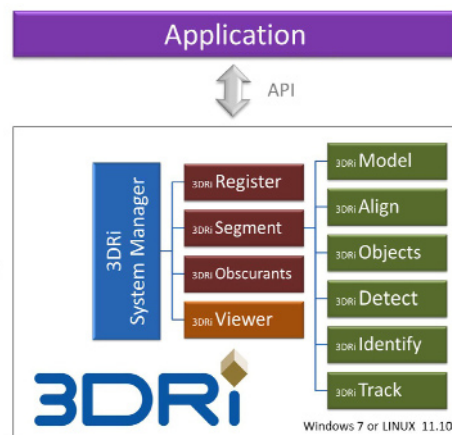 Application
API
3DRi
System Manager
3DRi Register
3DRi Segment
3DRi Obscurants
3DRi Viewer
3DRi Model
3DRi Align
3DRi Objects
3DRi Detect
3DRi Identify
3DRi Track
3DRi
Windows 7 or LINUX 11.10